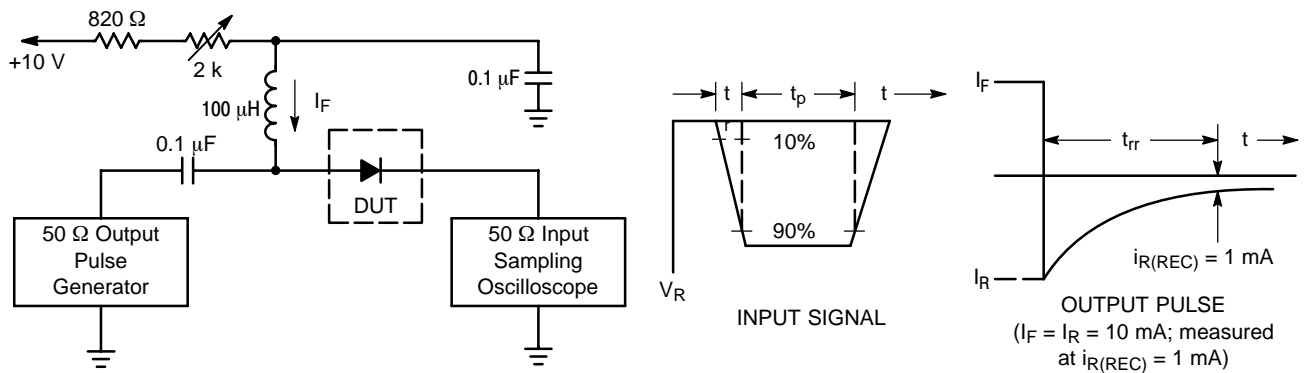 820 Ω
+10 V
2 k
0.1 µF
100 µH
I_F
0.1 µF
DUT
50 Ω Output
Pulse
Generator
50 Ω Input
Sampling
Oscilloscope
t
r
t_p
t
10%
90%
V_R
INPUT SIGNAL
I_F
t_rr
t
i_R(REC) = 1 mA
I_R
OUTPUT PULSE
(I_F = I_R = 10 mA; measured
at i_R(REC) = 1 mA)